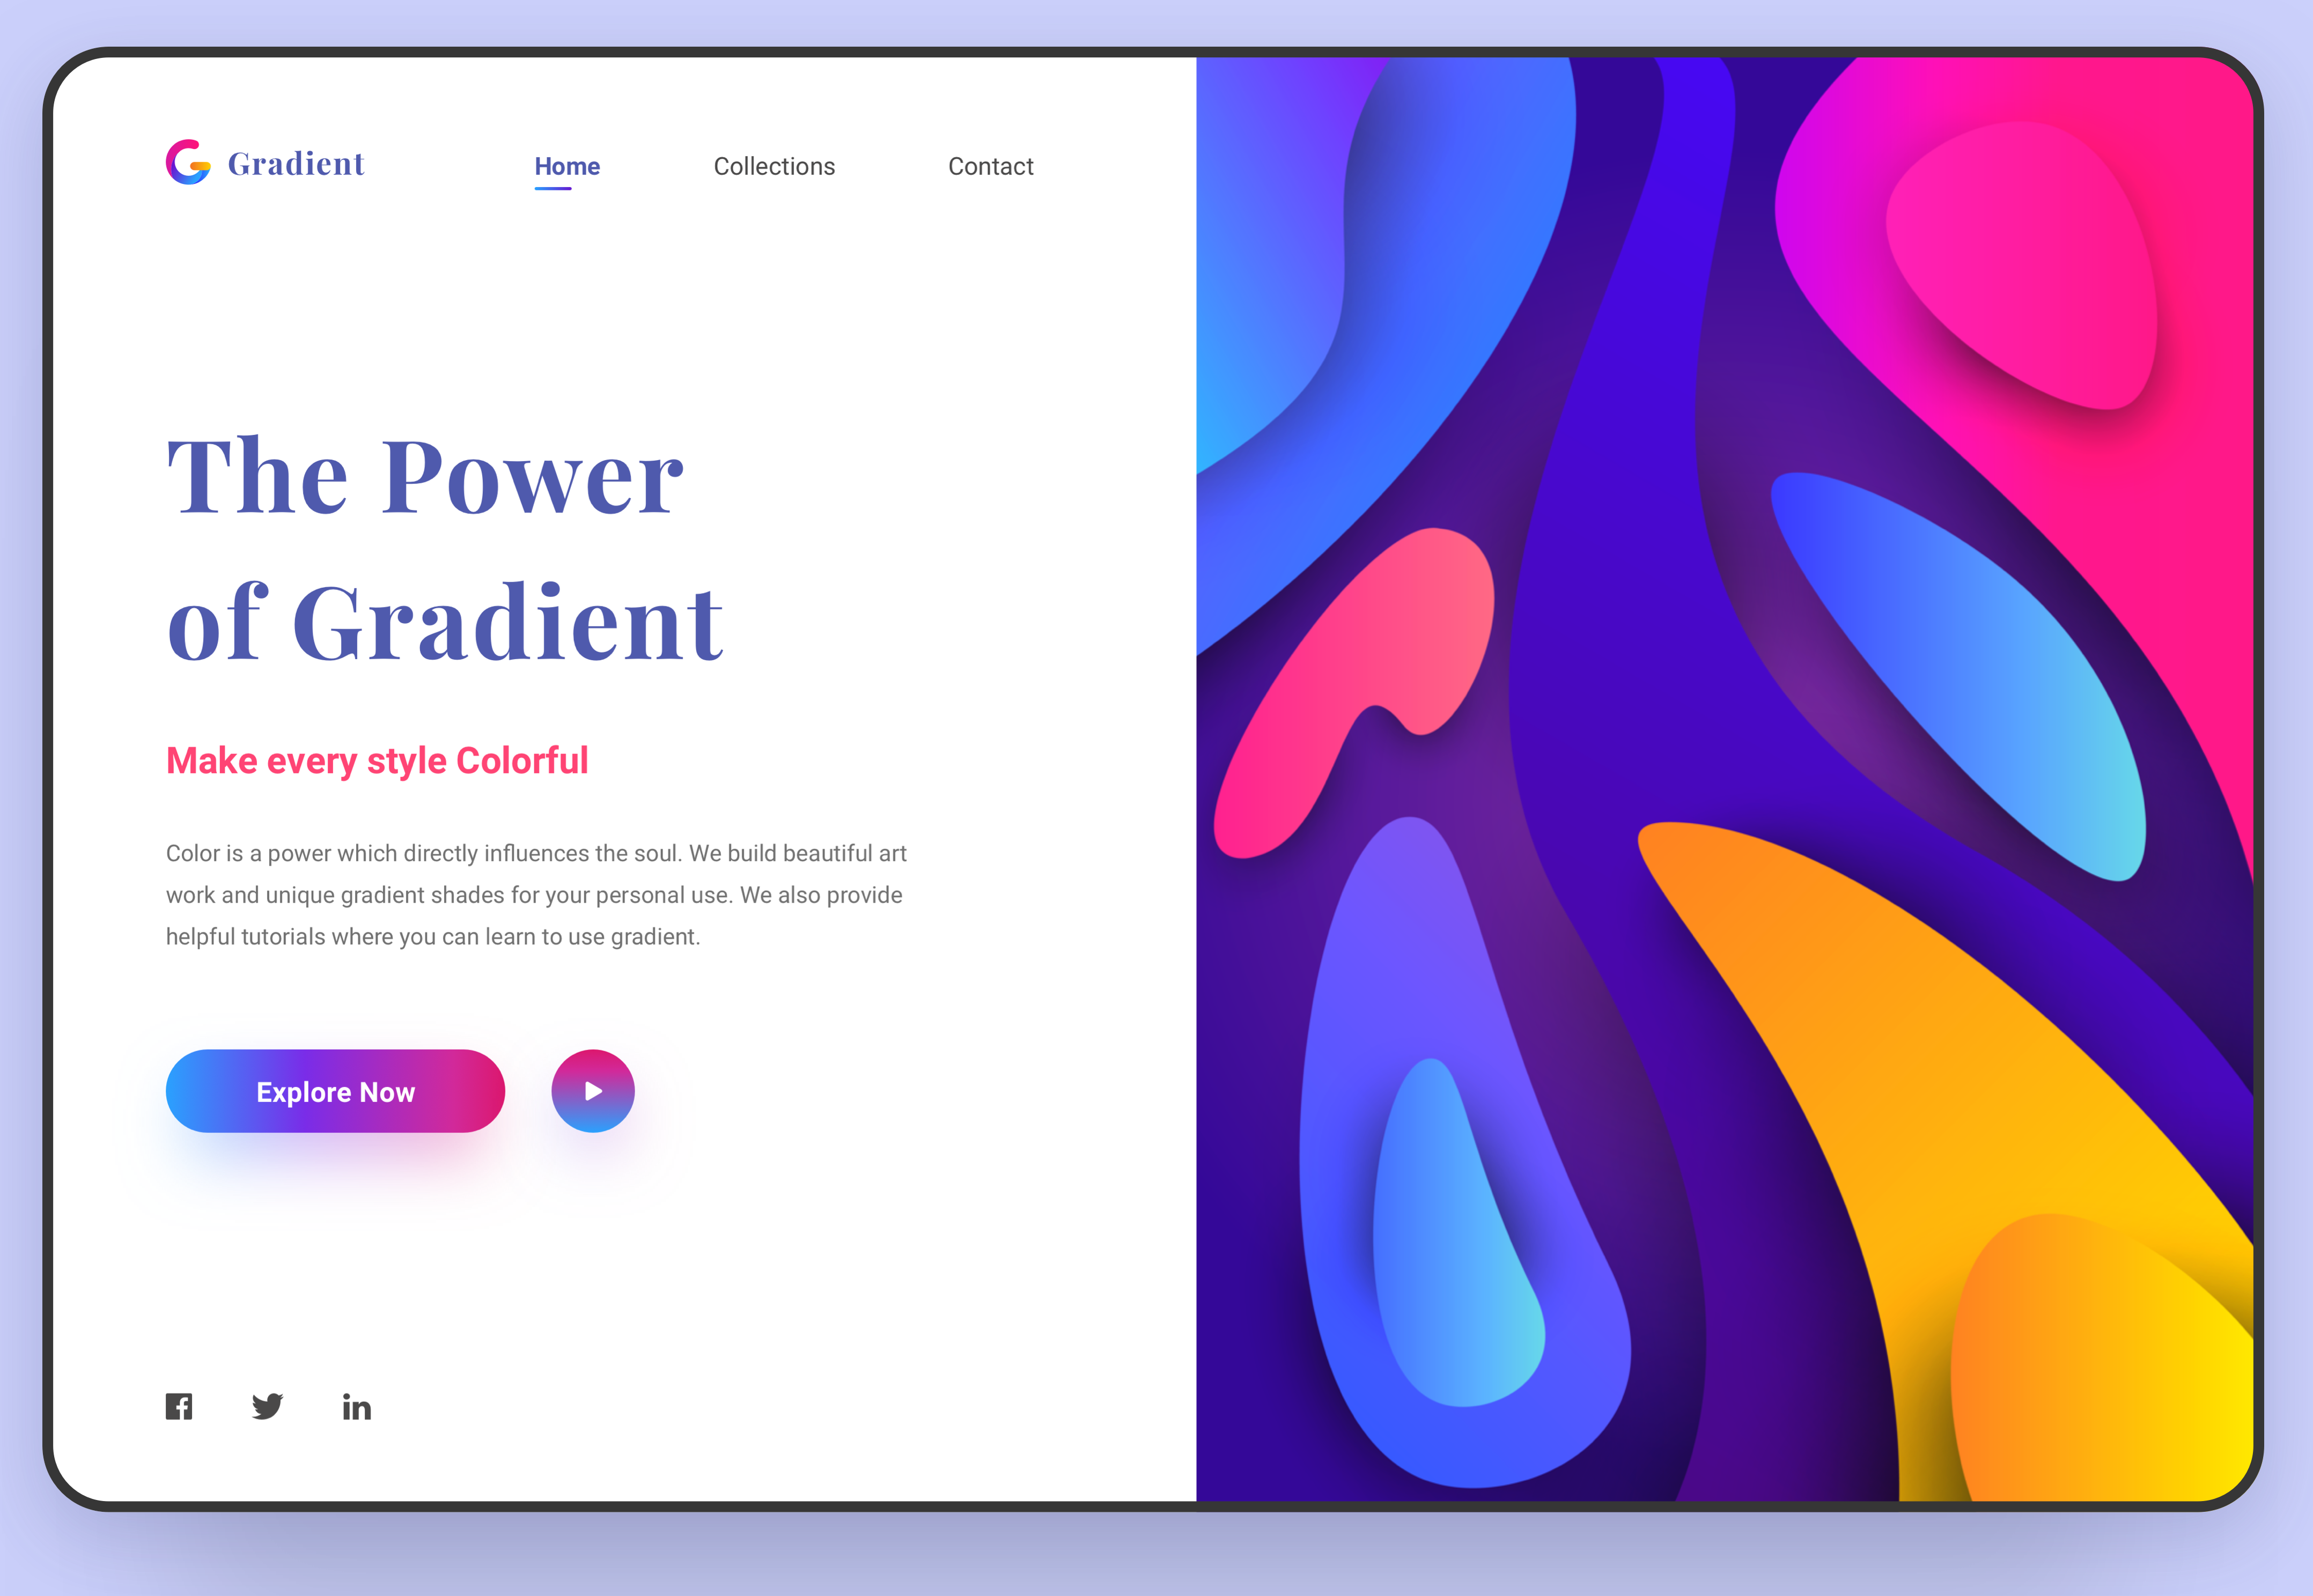 Gradient
Home
Collections
Contact
The Power
of Gradient
Make every style Colorful
Color is a power which directly influences the soul. We build beautiful art
work and unique gradient shades for your personal use. We also provide
helpful tutorials where you can learn to use gradient.
Explore Now